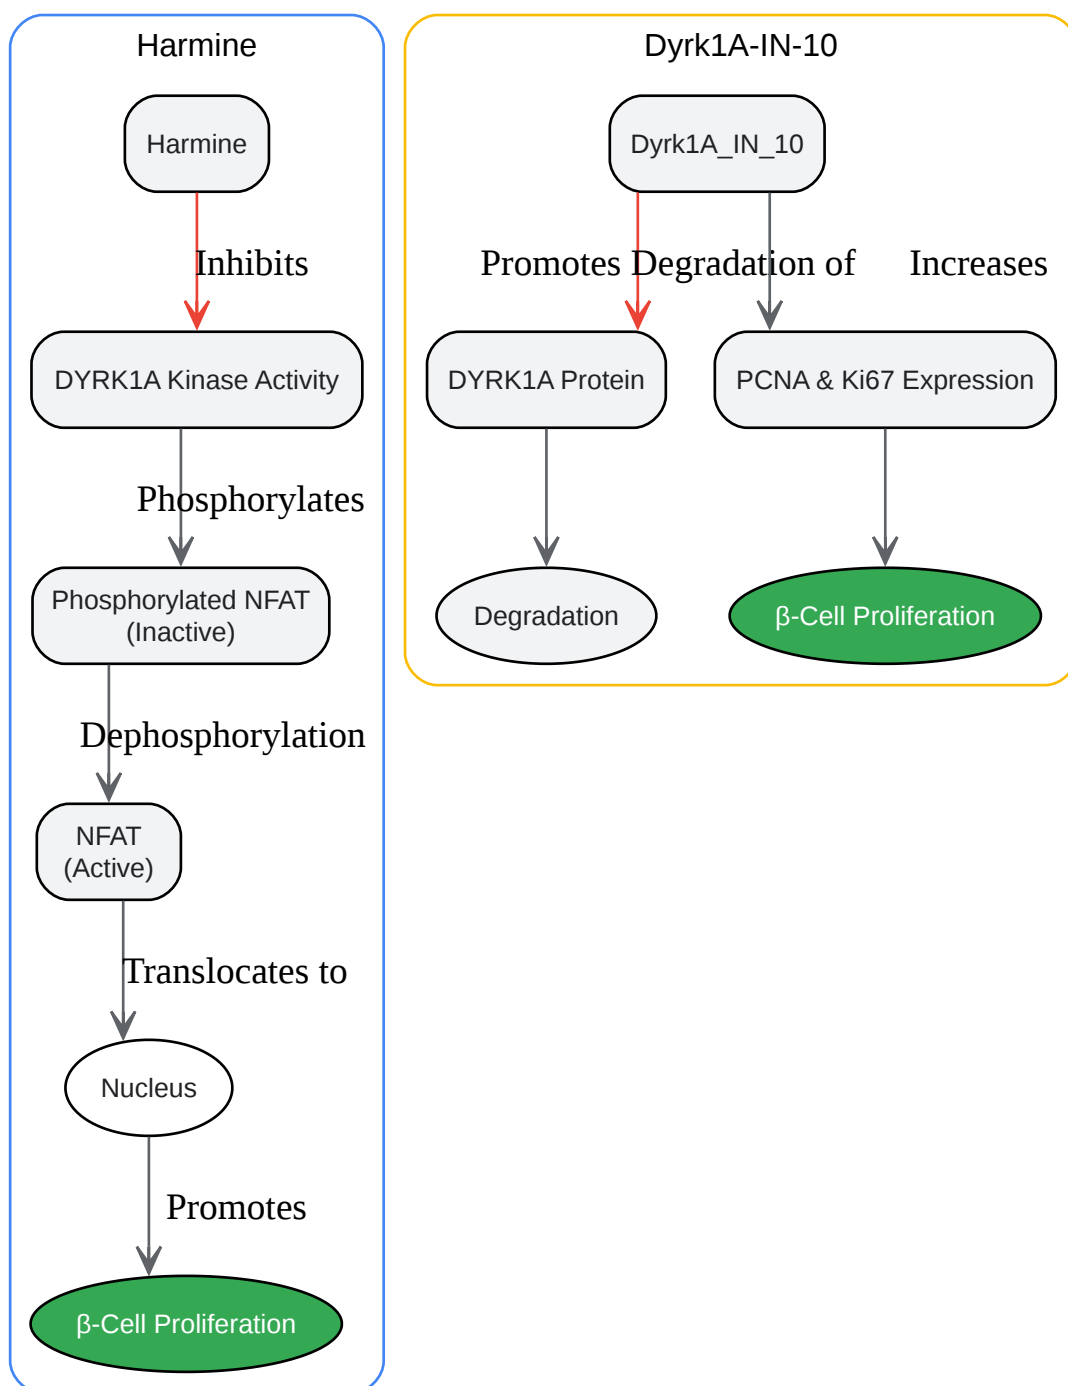 Harmine
Harmine
Inhibits
DYRK1A Kinase Activity
Phosphorylates
Phosphorylated NFAT
(Inactive)
Dephosphorylation
NFAT
(Active)
Translocates to
Nucleus
Promotes
β-Cell Proliferation
Dyrk1A-IN-10
Dyrk1A_IN_10
Promotes Degradation of
Increases
DYRK1A Protein
PCNA & Ki67 Expression
Degradation
β-Cell Proliferation